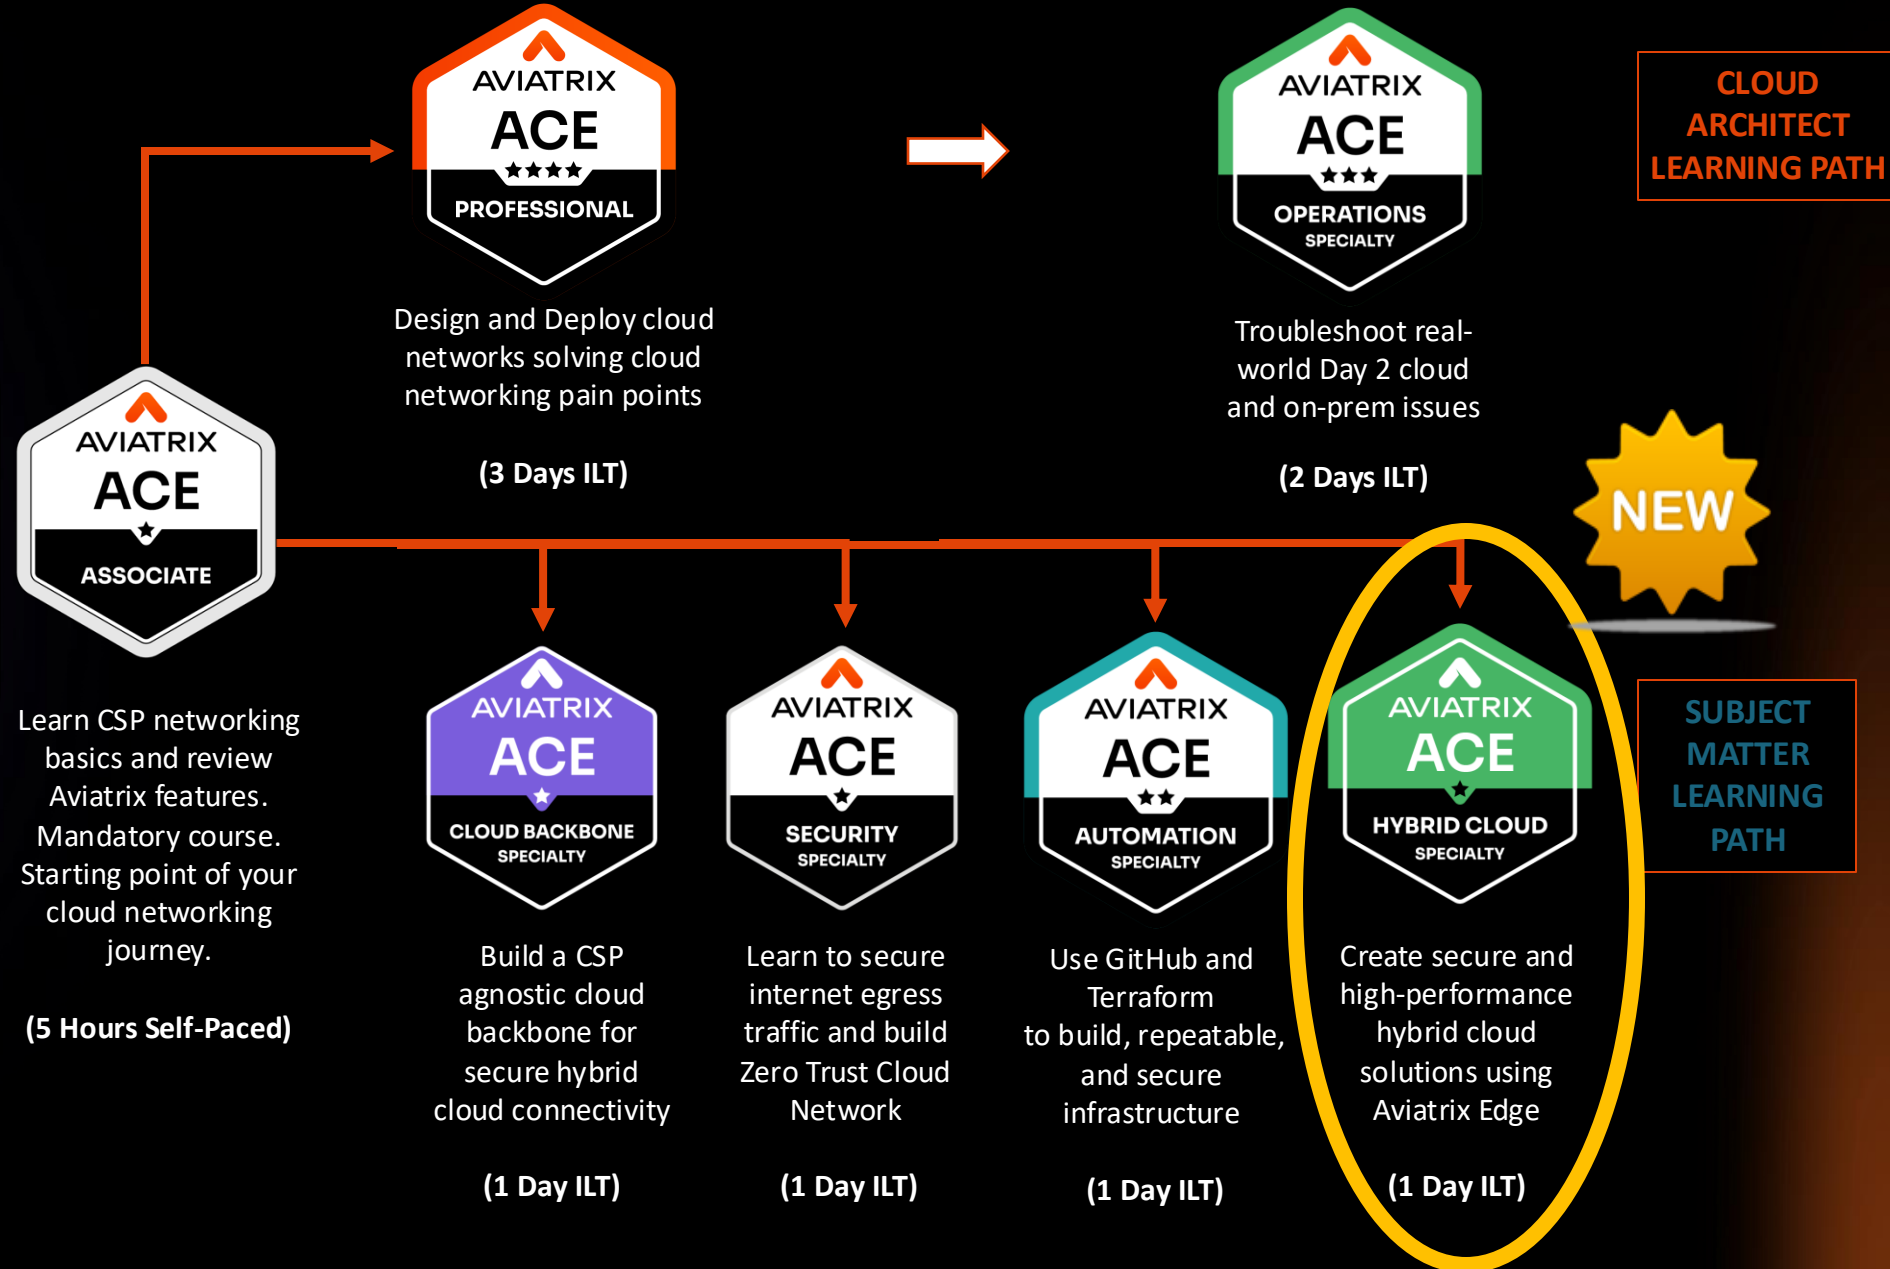 AVIATRIX
ACE
PROFESSIONAL
Design and Deploy cloud
networks solving cloud
networking pain points
(3 Days ILT)
AVIATRIX
ACE
OPERATIONS
SPECIALTY
Troubleshoot real-
world Day 2 cloud
and on-prem issues
(2 Days ILT)
CLOUD
ARCHITECT
LEARNING PATH
AVIATRIX
ACE
ASSOCIATE
Learn CSP networking
basics and review
Aviatrix features.
Mandatory course.
Starting point of your
cloud networking
journey.
(5 Hours Self-Paced)
NEW
AVIATRIX
ACE
CLOUD BACKBONE
SPECIALTY
Build a CSP
agnostic cloud
backbone for
secure hybrid
cloud connectivity
(1 Day ILT)
AVIATRIX
ACE
SECURITY
SPECIALTY
Learn to secure
internet egress
traffic and build
Zero Trust Cloud
Network
(1 Day ILT)
AVIATRIX
ACE
AUTOMATION
SPECIALTY
Use GitHub and
Terraform
to build, repeatable,
and secure
infrastructure
(1 Day ILT)
AVIATRIX
ACE
HYBRID CLOUD
SPECIALTY
Create secure and
high-performance
hybrid cloud
solutions using
Aviatrix Edge
(1 Day ILT)
SUBJECT
MATTER
LEARNING
PATH